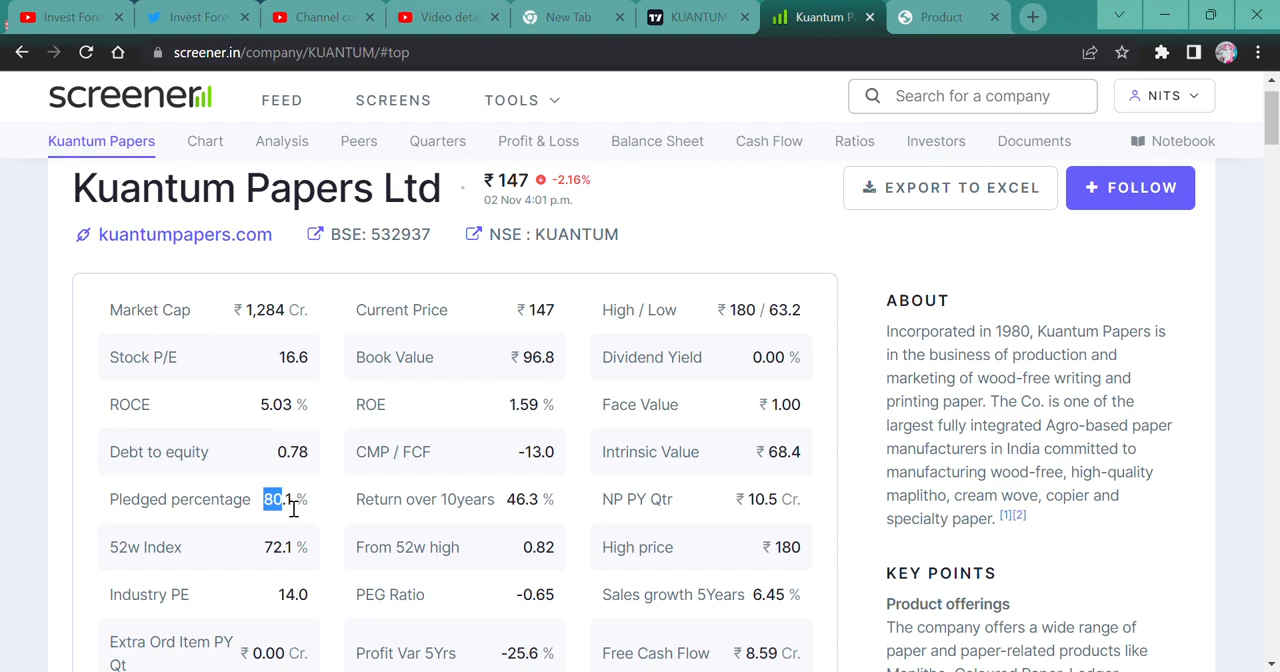 Invest Forev
Invest Forev
Channel co
Video deta
New Tab
KUANTUM
Kuantum P
Product
screener.in/company/KUANTUM/#top
screener
FEED
SCREENS
TOOLS
Search for a company
NITS
Kuantum Papers
Chart
Analysis
Peers
Quarters
Profit & Loss
Balance Sheet
Cash Flow
Ratios
Investors
Documents
Notebook
Kuantum Papers Ltd
₹ 147 -2.16%
02 Nov 4:01 p.m.
EXPORT TO EXCEL
FOLLOW
kuantumpapers.com
BSE: 532937
NSE : KUANTUM
Market Cap ₹ 1,284 Cr.
Current Price ₹ 147
High / Low ₹ 180 / 63.2
Stock P/E 16.6
Book Value ₹ 96.8
Dividend Yield 0.00 %
ROCE 5.03 %
ROE 1.59 %
Face Value ₹ 1.00
Debt to equity 0.78
CMP / FCF -13.0
Intrinsic Value ₹ 68.4
Pledged percentage 80.1 %
Return over 10years 46.3 %
NP PY Qtr ₹ 10.5 Cr.
52w Index 72.1 %
From 52w high 0.82
High price ₹ 180
Industry PE 14.0
PEG Ratio -0.65
Sales growth 5Years 6.45 %
Extra Ord Item PY
Qt
₹ 0.00 Cr.
Profit Var 5Yrs -25.6 %
Free Cash Flow ₹ 8.59 Cr.
ABOUT
Incorporated in 1980, Kuantum Papers is
in the business of production and
marketing of wood-free writing and
printing paper. The Co. is one of the
largest fully integrated Agro-based paper
manufacturers in India committed to
manufacturing wood-free, high-quality
maplitho, cream wove, copier and
specialty paper. [1][2]
KEY POINTS
Product offerings
The company offers a wide range of
paper and paper-related products like
Maplitho, Coloured Paper, Ledger